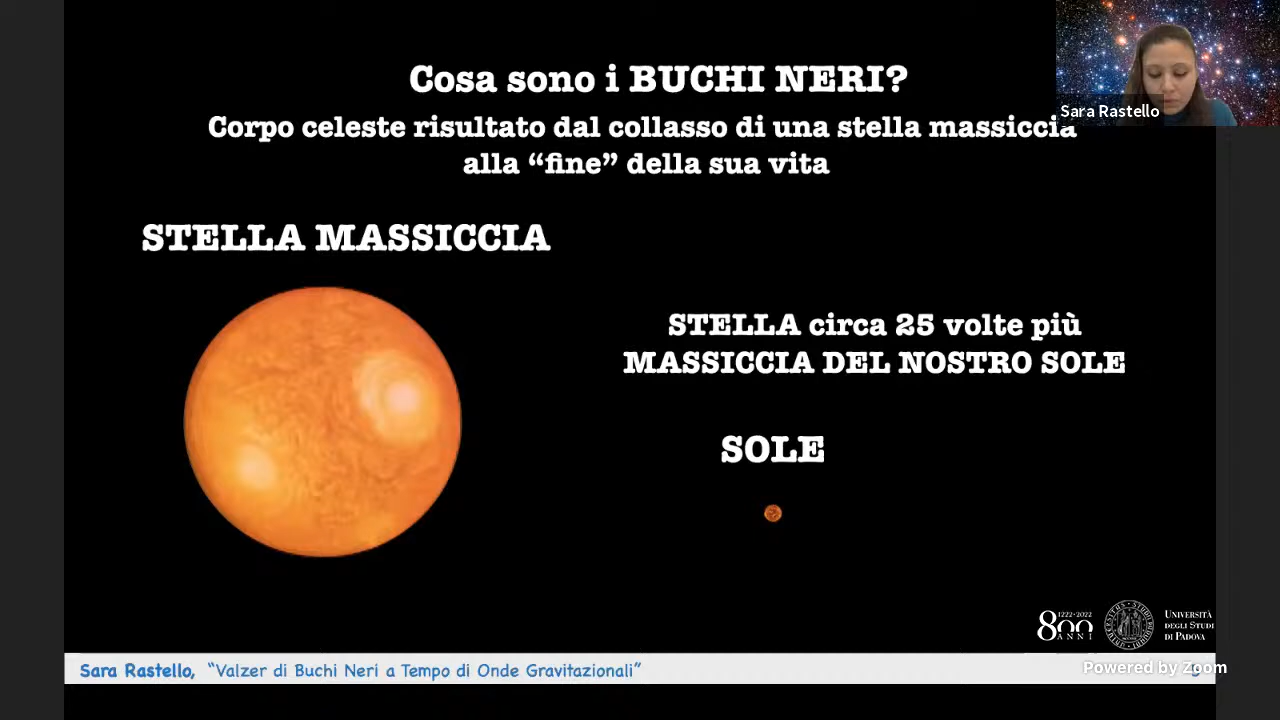 Cosa sono i BUCHI NERI?
Corpo celeste risultato dal collasso di una stella massiccia
alla “fine” della sua vita
Sara Rastello
STELLA MASSICCIA
STELLA circa 25 volte più
MASSICCIA DEL NOSTRO SOLE
SOLE
1222·2022
800
ANNI
UNIVERSITÀ
DEGLI STUDI
DI PADOVA
Sara Rastello, “Valzer di Buchi Neri a Tempo di Onde Gravitazionali”
Powered by Zoom